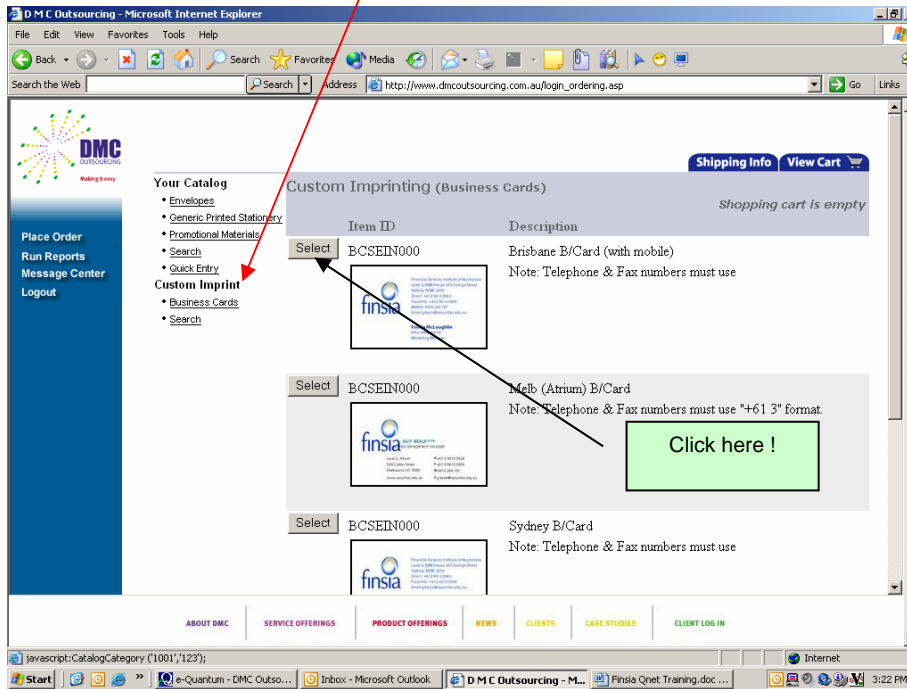 D M C Outsourcing - Microsoft Internet Explorer
File Edit View Favorites Tools Help
Back Search Favorites Media
Search the Web Search Address http://www.dmcoutsourcing.com.au/login_ordering.asp Go Links
DMC
OUTSOURCING
Making it easy
Shipping Info View Cart
Place Order
Run Reports
Message Center
Logout
Your Catalog
• Envelopes
• Generic Printed Stationery
• Promotional Materials
• Search
• Quick Entry
Custom Imprint
• Business Cards
• Search
Custom Imprinting (Business Cards)
Shopping cart is empty
Item ID Description
Select BCSEIN000 Brisbane B/Card (with mobile)
Note: Telephone & Fax numbers must use
finsia
Select BCSEIN000 Melb (Atrium) B/Card
Note: Telephone & Fax numbers must use "+61 3" format.
finsia
Click here !
Select BCSEIN000 Sydney B/Card
Note: Telephone & Fax numbers must use
finsia
ABOUT DMC SERVICE OFFERINGS PRODUCT OFFERINGS NEWS CLIENTS CASE STUDIES CLIENT LOG IN
javascript:CatalogCategory ('1001','123'); Internet
Start » e-Quantum - DMC Outso... Inbox - Microsoft Outlook D M C Outsourcing - M... Finsia Qnet Training.doc ... 3:22 PM